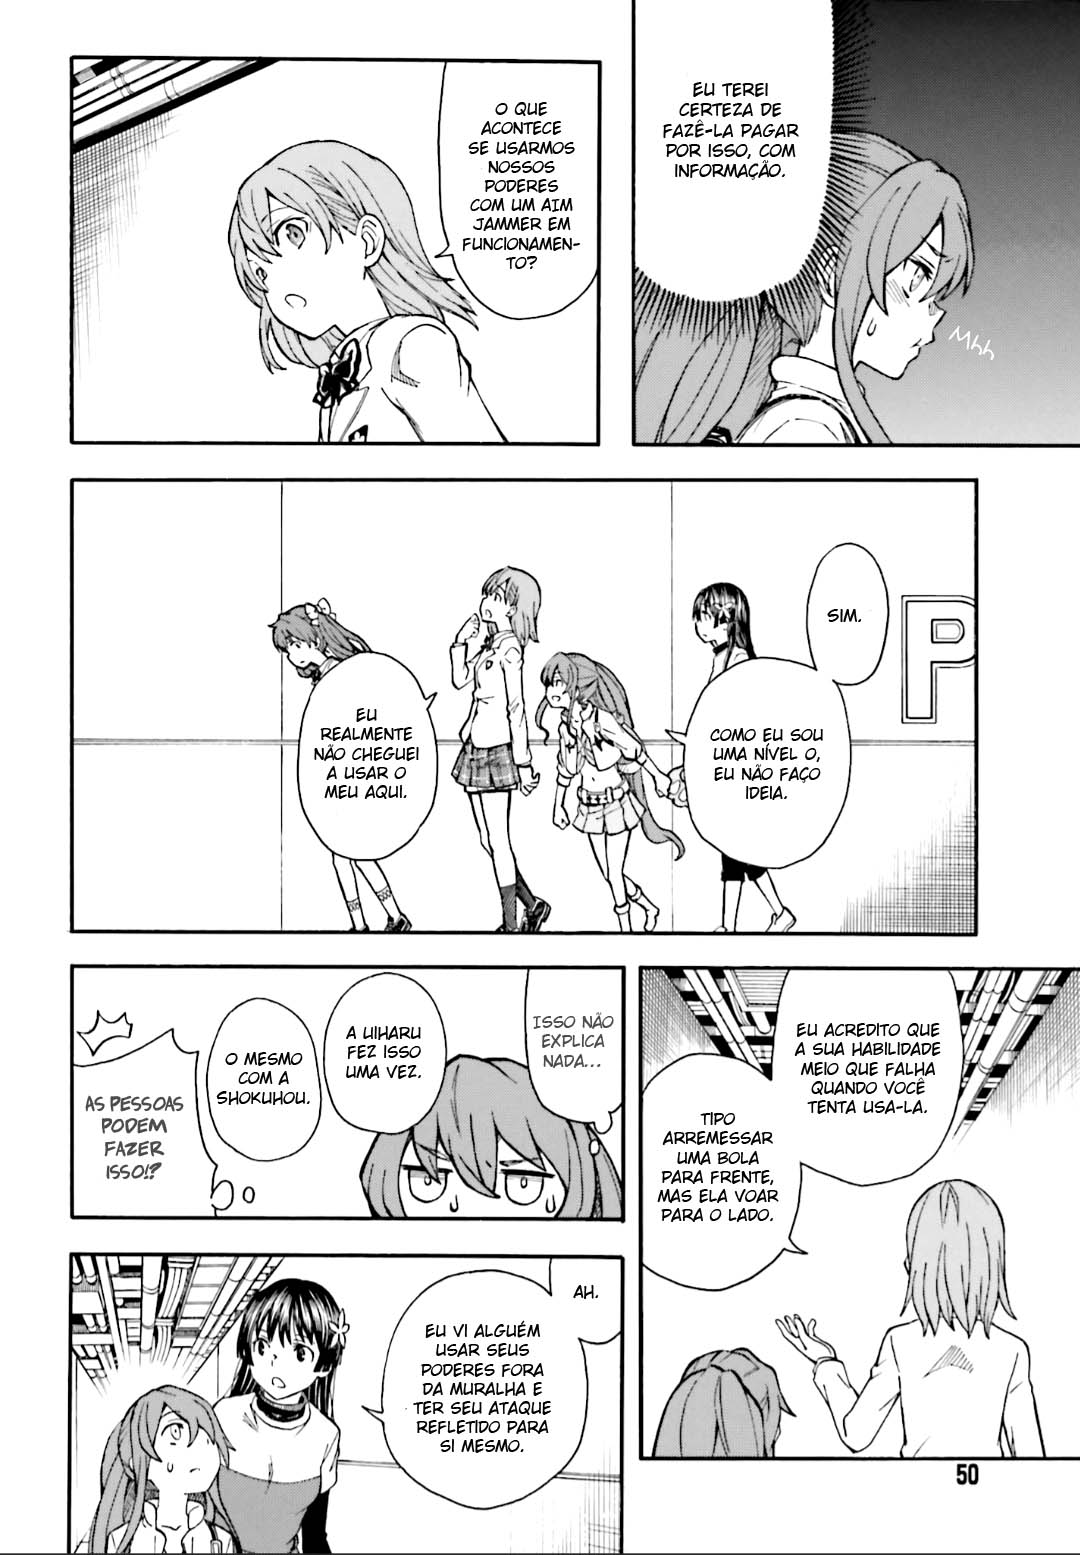 EU TEREI
CERTEZA DE
FAZÊ-LA PAGAR
POR ISSO, COM
INFORMAÇÃO.
Mhh
O QUE
ACONTECE
SE USARMOS
NOSSOS
PODERES
COM UM AIM
JAMMER EM
FUNCIONAMEN-
TO?
SIM.
P
COMO EU SOU
UMA NÍVEL 0,
EU NÃO FAÇO
IDEIA.
EU
REALMENTE
NÃO CHEGUEI
A USAR O
MEU AQUI.
EU ACREDITO QUE
A SUA HABILIDADE
MEIO QUE FALHA
QUANDO VOCÊ
TENTA USA-LA.
TIPO
ARREMESSAR
UMA BOLA
PARA FRENTE,
MAS ELA VOAR
PARA O LADO.
ISSO NÃO
EXPLICA
NADA...
A UIHARU
FEZ ISSO
UMA VEZ.
O MESMO
COM A
SHOKUHOU.
AS PESSOAS
PODEM
FAZER
ISSO!?
AH.
EU VI ALGUÉM
USAR SEUS
PODERES FORA
DA MURALHA E
TER SEU ATAQUE
REFLETIDO PARA
SI MESMO.
50